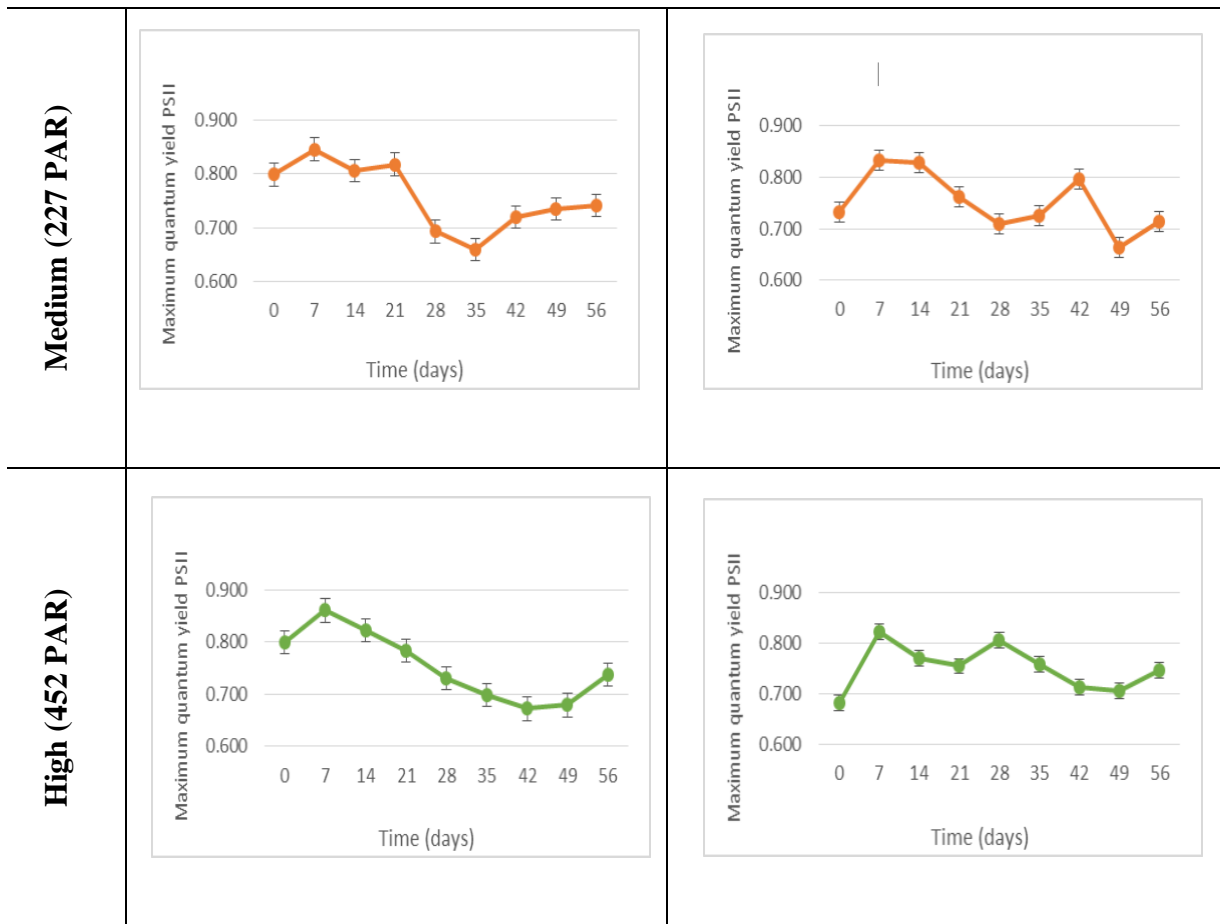 Medium (227 PAR)
Maximum quantum yield PSII
0.900
0.800
0.700
0.600
0 7 14 21 28 35 42 49 56
Time (days)
Maximum quantum yield PSII
0.900
0.800
0.700
0.600
0 7 14 21 28 35 42 49 56
Time (days)
High (452 PAR)
Maximum quantum yield PSII
0.900
0.800
0.700
0.600
0 7 14 21 28 35 42 49 56
Time (days)
Maximum quantum yield PSII
0.900
0.800
0.700
0.600
0 7 14 21 28 35 42 49 56
Time (days)